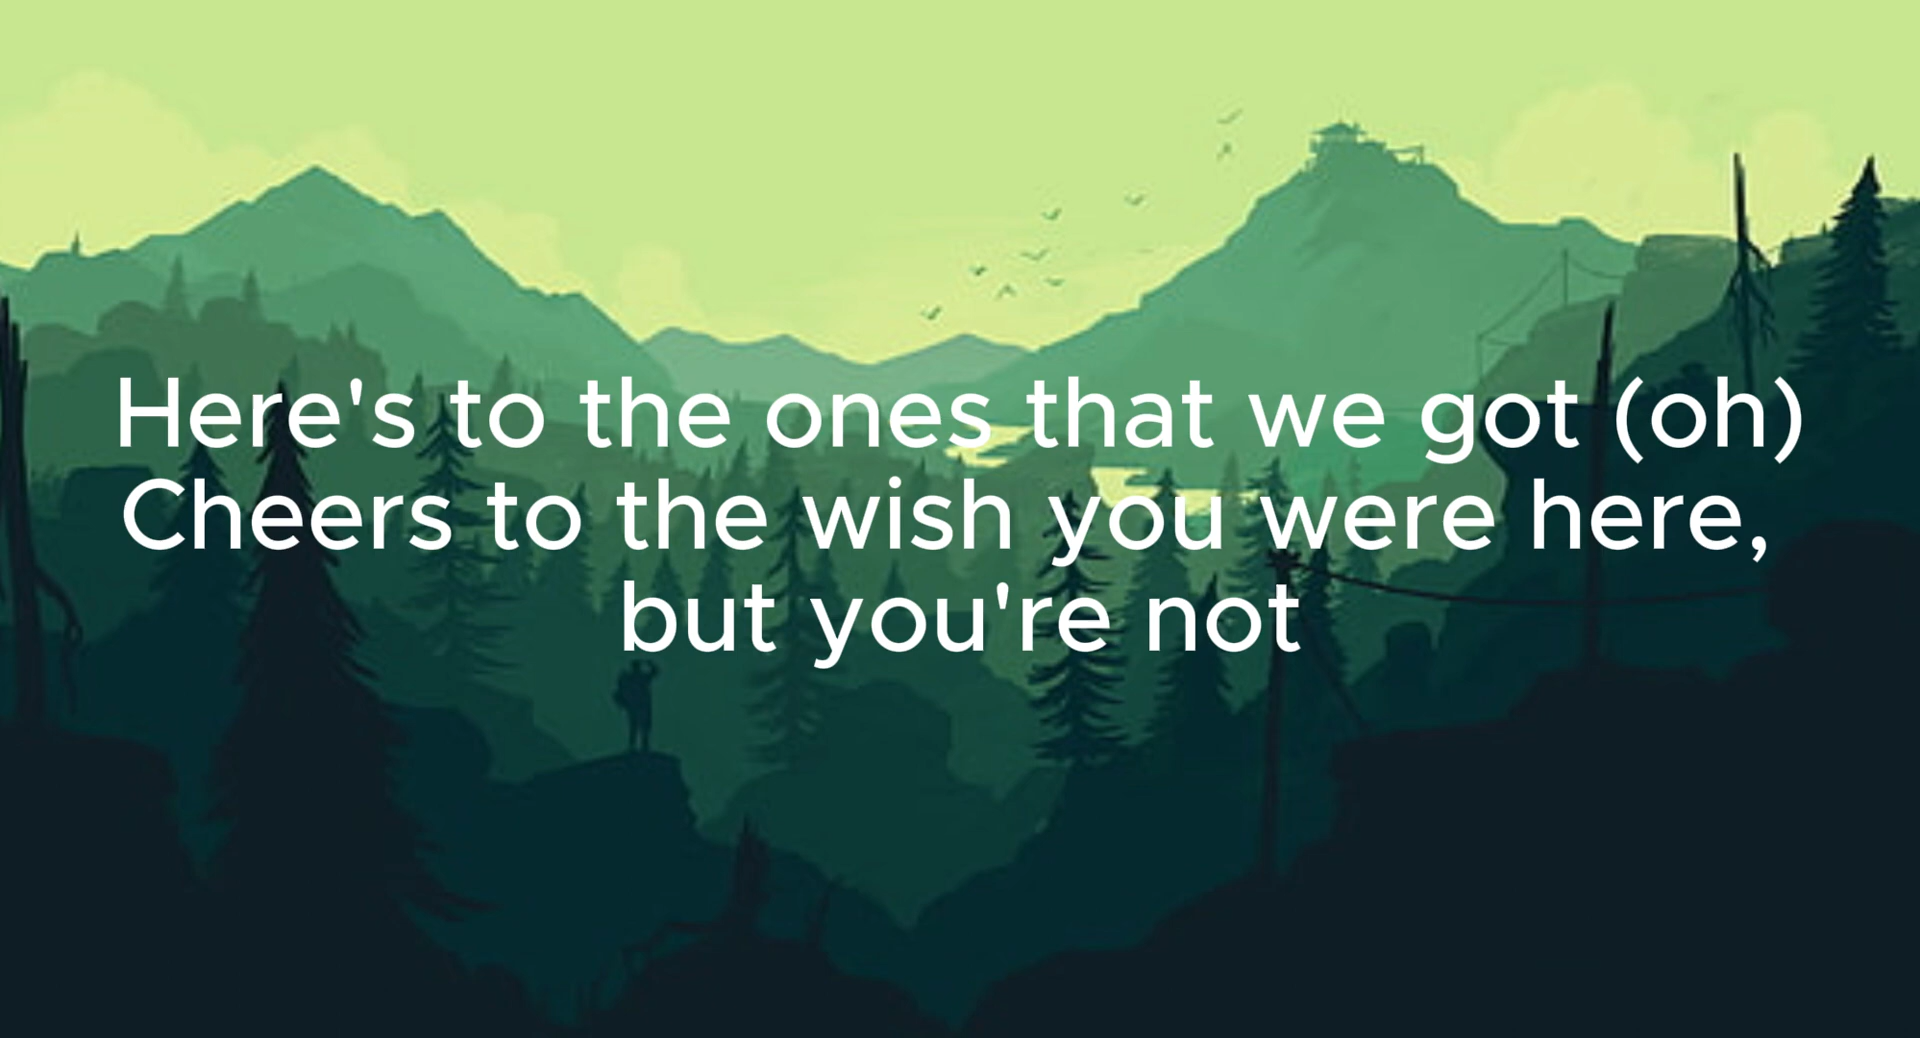 Here's to the ones that we got (oh)
Cheers to the wish you were here,
but you're not